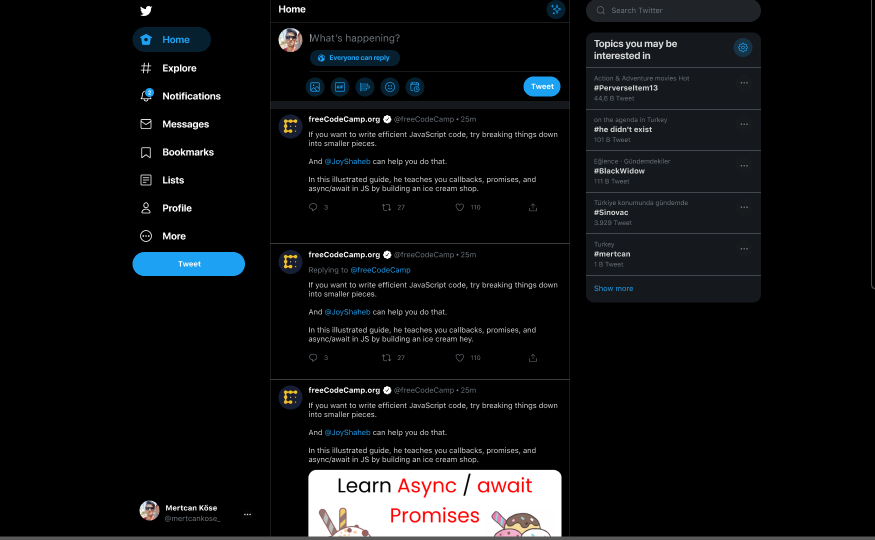 Home
Explore
2
Notifications
Messages
Bookmarks
Lists
Profile
More
Tweet
Mertcan Köse
@mertcankose_
Home
What's happening?
Everyone can reply
GIF
Tweet
freeCodeCamp.org @freeCodeCamp • 25m
If you want to write efficient JavaScript code, try breaking things down
into smaller pieces.
And @JoyShaheb can help you do that.
In this illustrated guide, he teaches you callbacks, promises, and
async/await in JS by building an ice cream shop.
3 27 110
freeCodeCamp.org @freeCodeCamp • 25m
Replying to @freeCodeCamp
If you want to write efficient JavaScript code, try breaking things down
into smaller pieces.
And @JoyShaheb can help you do that.
In this illustrated guide, he teaches you callbacks, promises, and
async/await in JS by building an ice cream hey.
3 27 110
freeCodeCamp.org @freeCodeCamp • 25m
If you want to write efficient JavaScript code, try breaking things down
into smaller pieces.
And @JoyShaheb can help you do that.
In this illustrated guide, he teaches you callbacks, promises, and
async/await in JS by building an ice cream shop.
Learn Async / await
Promises
Search Twitter
Topics you may be
interested in
Action & Adventure movies Hot
#PerverseItem13
44,6 B Tweet
on the agenda in Turkey
#he didn't exist
101 B Tweet
Eğlence · Gündemdekiler
#BlackWidow
111 B Tweet
Türkiye konumunda gündemde
#Sinovac
3.929 Tweet
Turkey
#mertcan
1 B Tweet
Show more